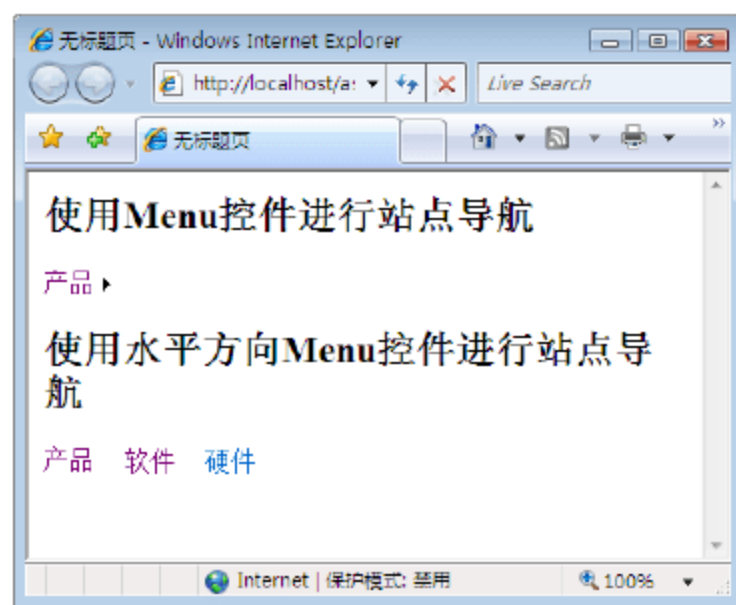 无标题页 - Windows Internet Explorer
http://localhost/a:
Live Search
无标题页
使用Menu控件进行站点导航
产品
使用水平方向Menu控件进行站点导
航
产品 软件 硬件
Internet | 保护模式: 禁用 100%